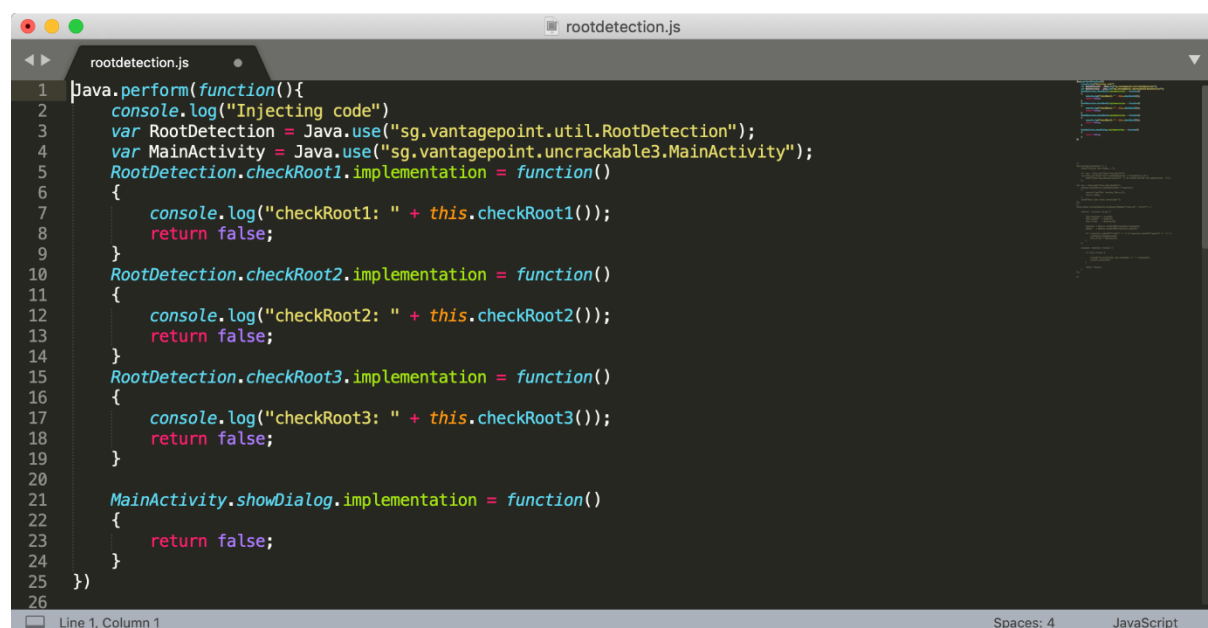 rootdetection.js
rootdetection.js
1 Java.perform(function(){
2     console.log("Injecting code")
3     var RootDetection = Java.use("sg.vantagepoint.util.RootDetection");
4     var MainActivity = Java.use("sg.vantagepoint.uncrackable3.MainActivity");
5     RootDetection.checkRoot1.implementation = function()
6     {
7         console.log("checkRoot1: " + this.checkRoot1());
8         return false;
9     }
10     RootDetection.checkRoot2.implementation = function()
11     {
12         console.log("checkRoot2: " + this.checkRoot2());
13         return false;
14     }
15     RootDetection.checkRoot3.implementation = function()
16     {
17         console.log("checkRoot3: " + this.checkRoot3());
18         return false;
19     }
20
21     MainActivity.showDialog.implementation = function()
22     {
23         return false;
24     }
25 })
26
Line 1, Column 1 Spaces: 4 JavaScript